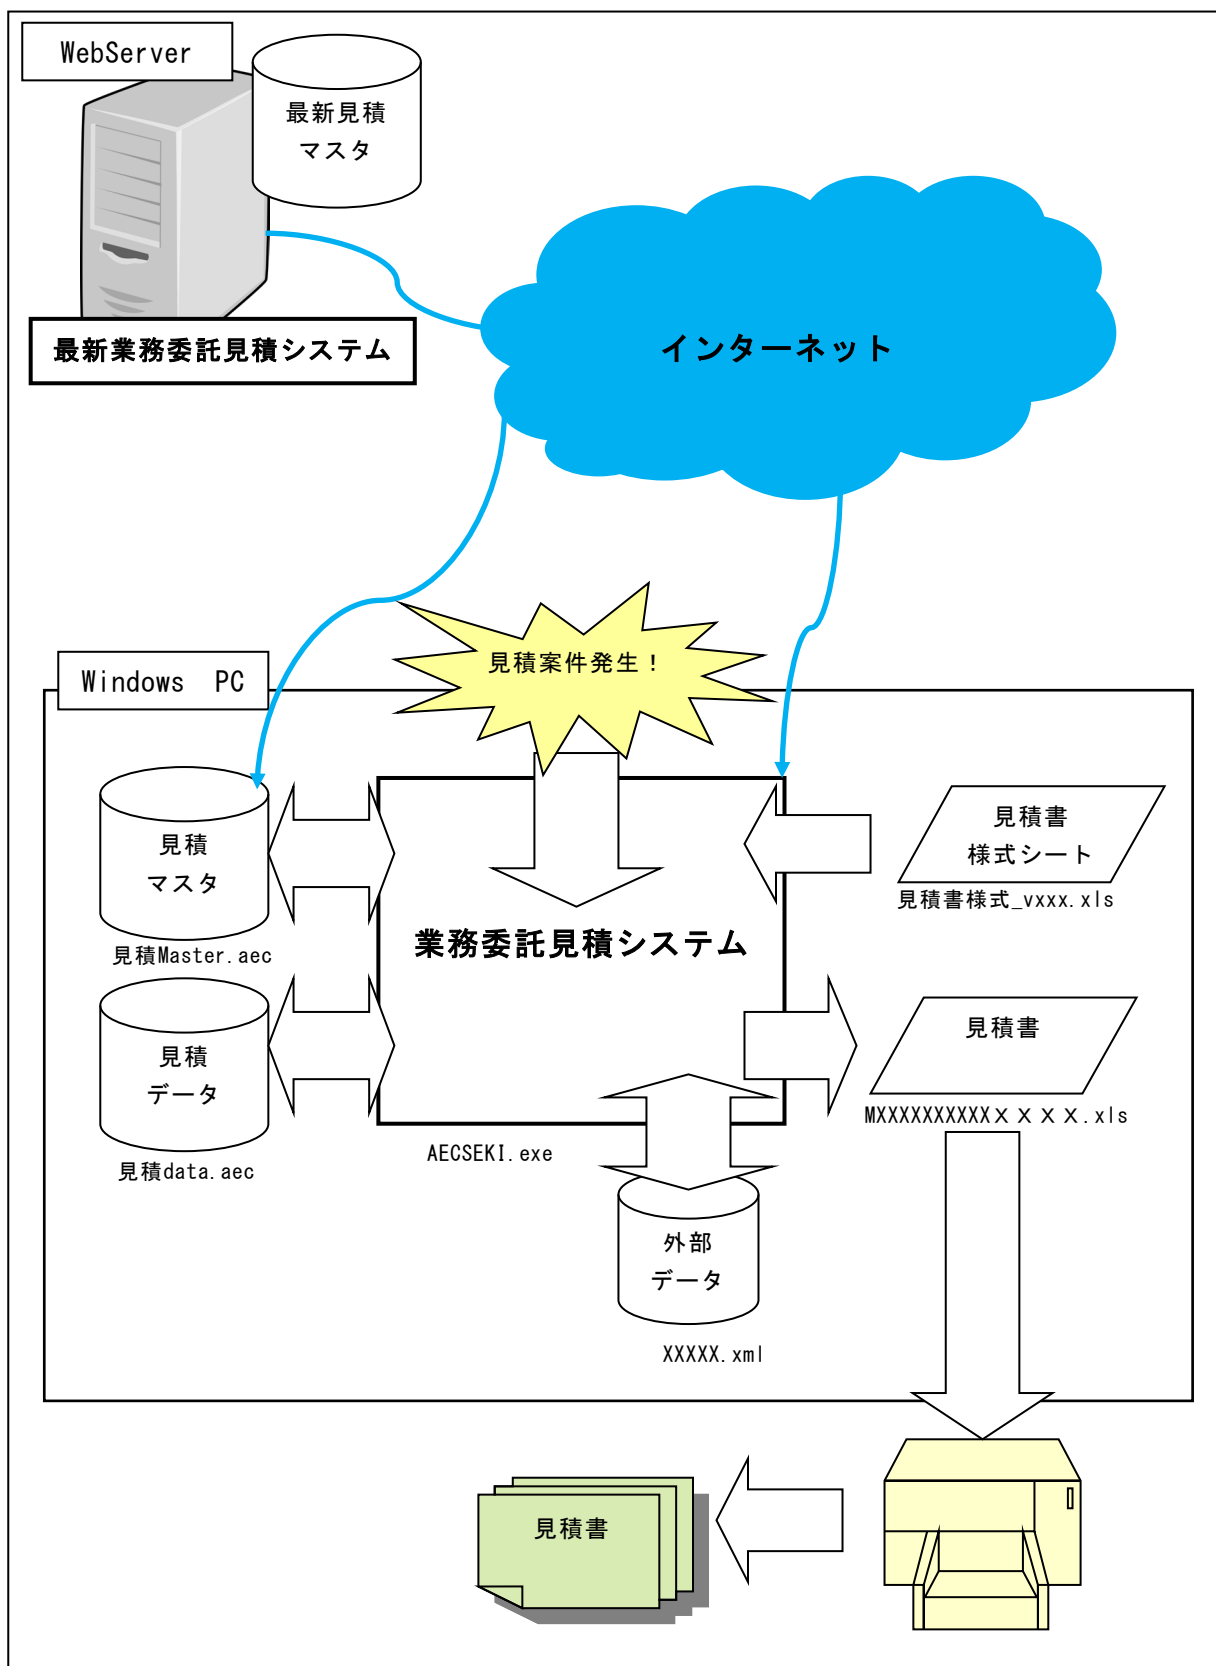 WebServer
最新見積
マスタ
最新業務委託見積システム
インターネット
見積案件発生！
Windows　PC
見積
マスタ
見積Master.aec
見積書
様式シート
見積書様式_vxxx.xls
業務委託見積システム
見積
データ
見積data.aec
見積書
MXXXXXXXXXXＸＸＸＸ.xls
AECSEKI.exe
外部
データ
XXXXX.xml
見積書